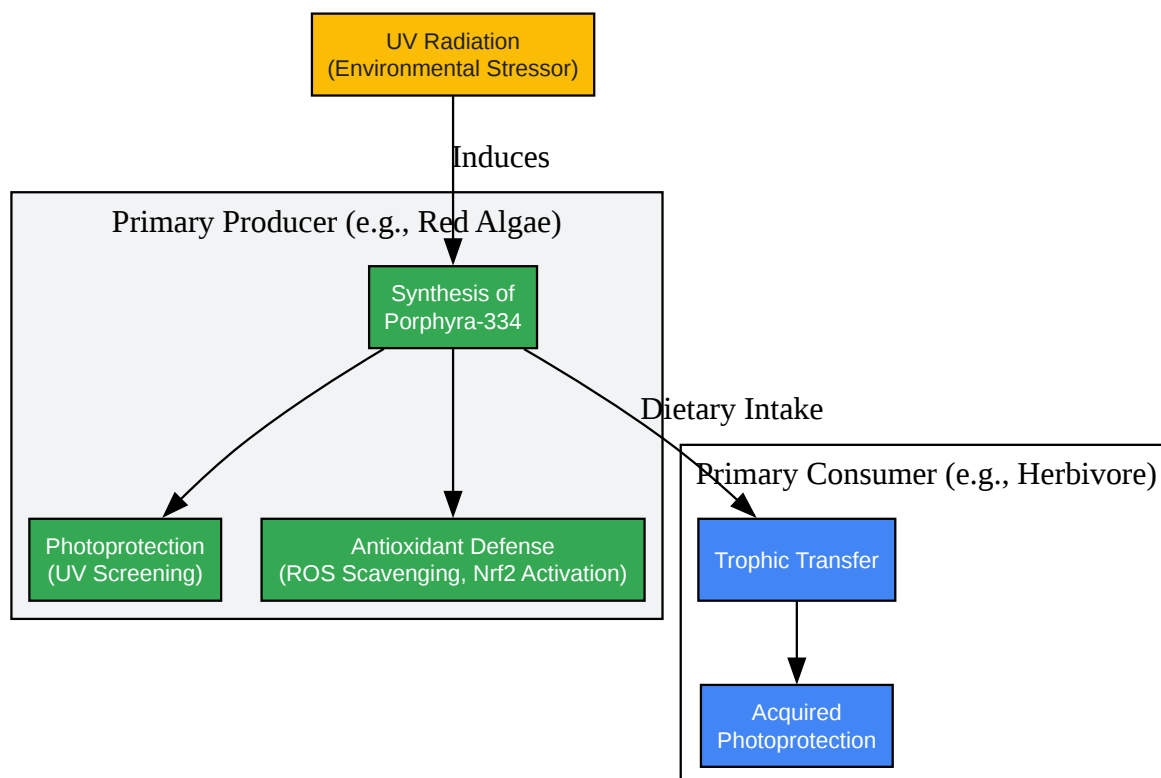 UV Radiation
(Environmental Stressor)
Induces
Primary Producer (e.g., Red Algae)
Synthesis of
Porphyra-334
Dietary Intake
Primary Consumer (e.g., Herbivore)
Photoprotection
(UV Screening)
Antioxidant Defense
(ROS Scavenging, Nrf2 Activation)
Trophic Transfer
Acquired
Photoprotection